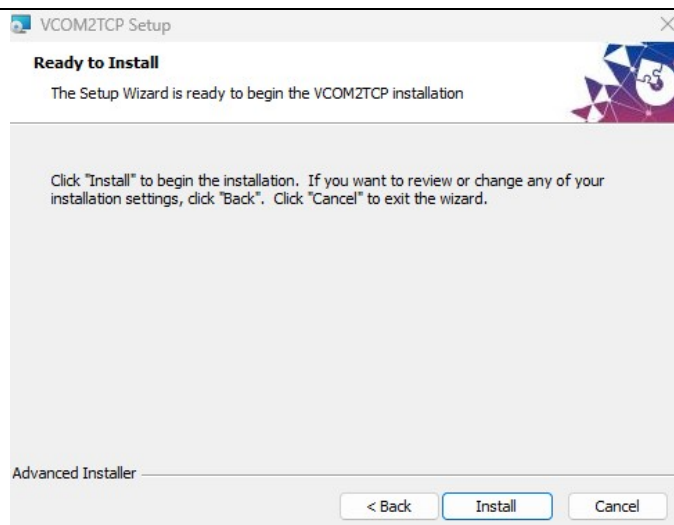 VCOM2TCP Setup
Ready to Install
The Setup Wizard is ready to begin the VCOM2TCP installation
Click "Install" to begin the installation. If you want to review or change any of your
installation settings, click "Back". Click "Cancel" to exit the wizard.
Advanced Installer
< Back Install Cancel